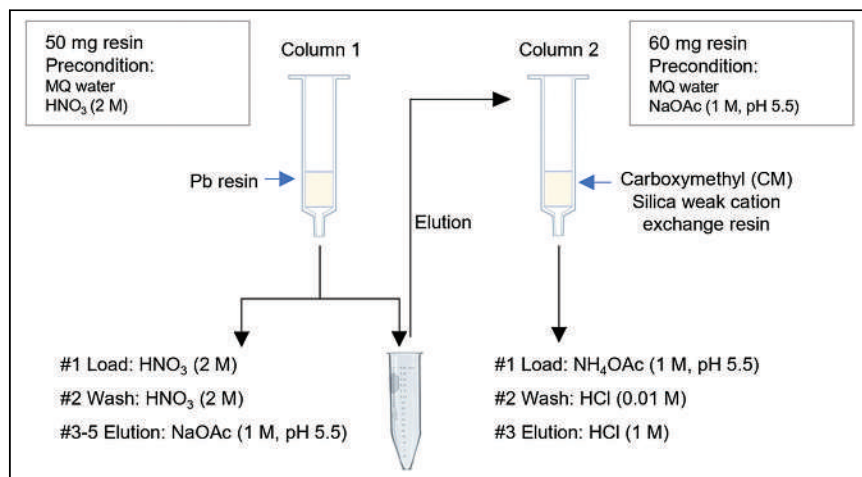 50 mg resin
Precondition:
MQ water
HNO₃ (2 M)
Column 1
Column 2
60 mg resin
Precondition:
MQ water
NaOAc (1 M, pH 5.5)
Pb resin
Elution
Carboxymethyl (CM)
Silica weak cation
exchange resin
#1 Load: HNO₃ (2 M)
#2 Wash: HNO₃ (2 M)
#3-5 Elution: NaOAc (1 M, pH 5.5)
#1 Load: NH₄OAc (1 M, pH 5.5)
#2 Wash: HCl (0.01 M)
#3 Elution: HCl (1 M)